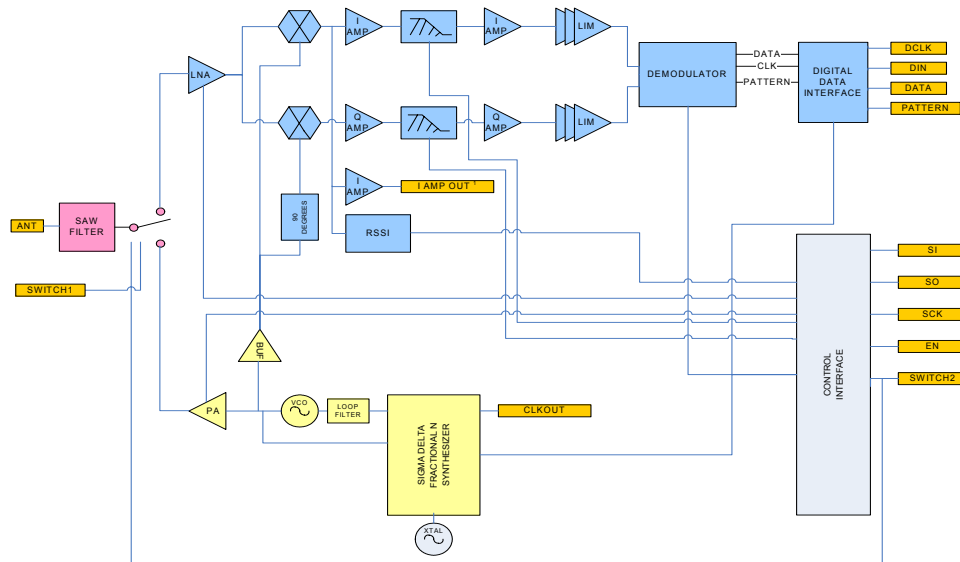 I
AMP
I
AMP
LIM
LNA
DEMODULATOR
DATA
CLK
PATTERN
DIGITAL
DATA
INTERFACE
DCLK
DIN
DATA
PATTERN
Q
AMP
Q
AMP
LIM
I
AMP
I AMP OUT 1
90
DEGREES
RSSI
ANT
SAW
FILTER
SWITCH1
CONTROL
INTERFACE
SI
SO
SCK
EN
SWITCH2
BUF
PA
VCO
LOOP
FILTER
SIGMA DELTA
FRACTIONAL N
SYNTHESIZER
CLKOUT
XTAL